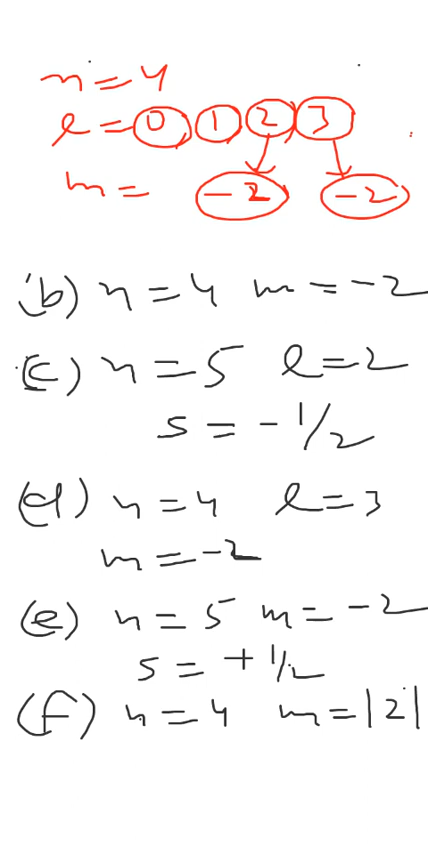 n=4
l=0 1 2 3
m= -2 -2
(b) n=4 m=-2
(c) n=5 l=2
s=-1/2
(d) n=4 l=3
m=-2
(e) n=5 m=-2
s=+1/2
(f) n=4 m=|2|